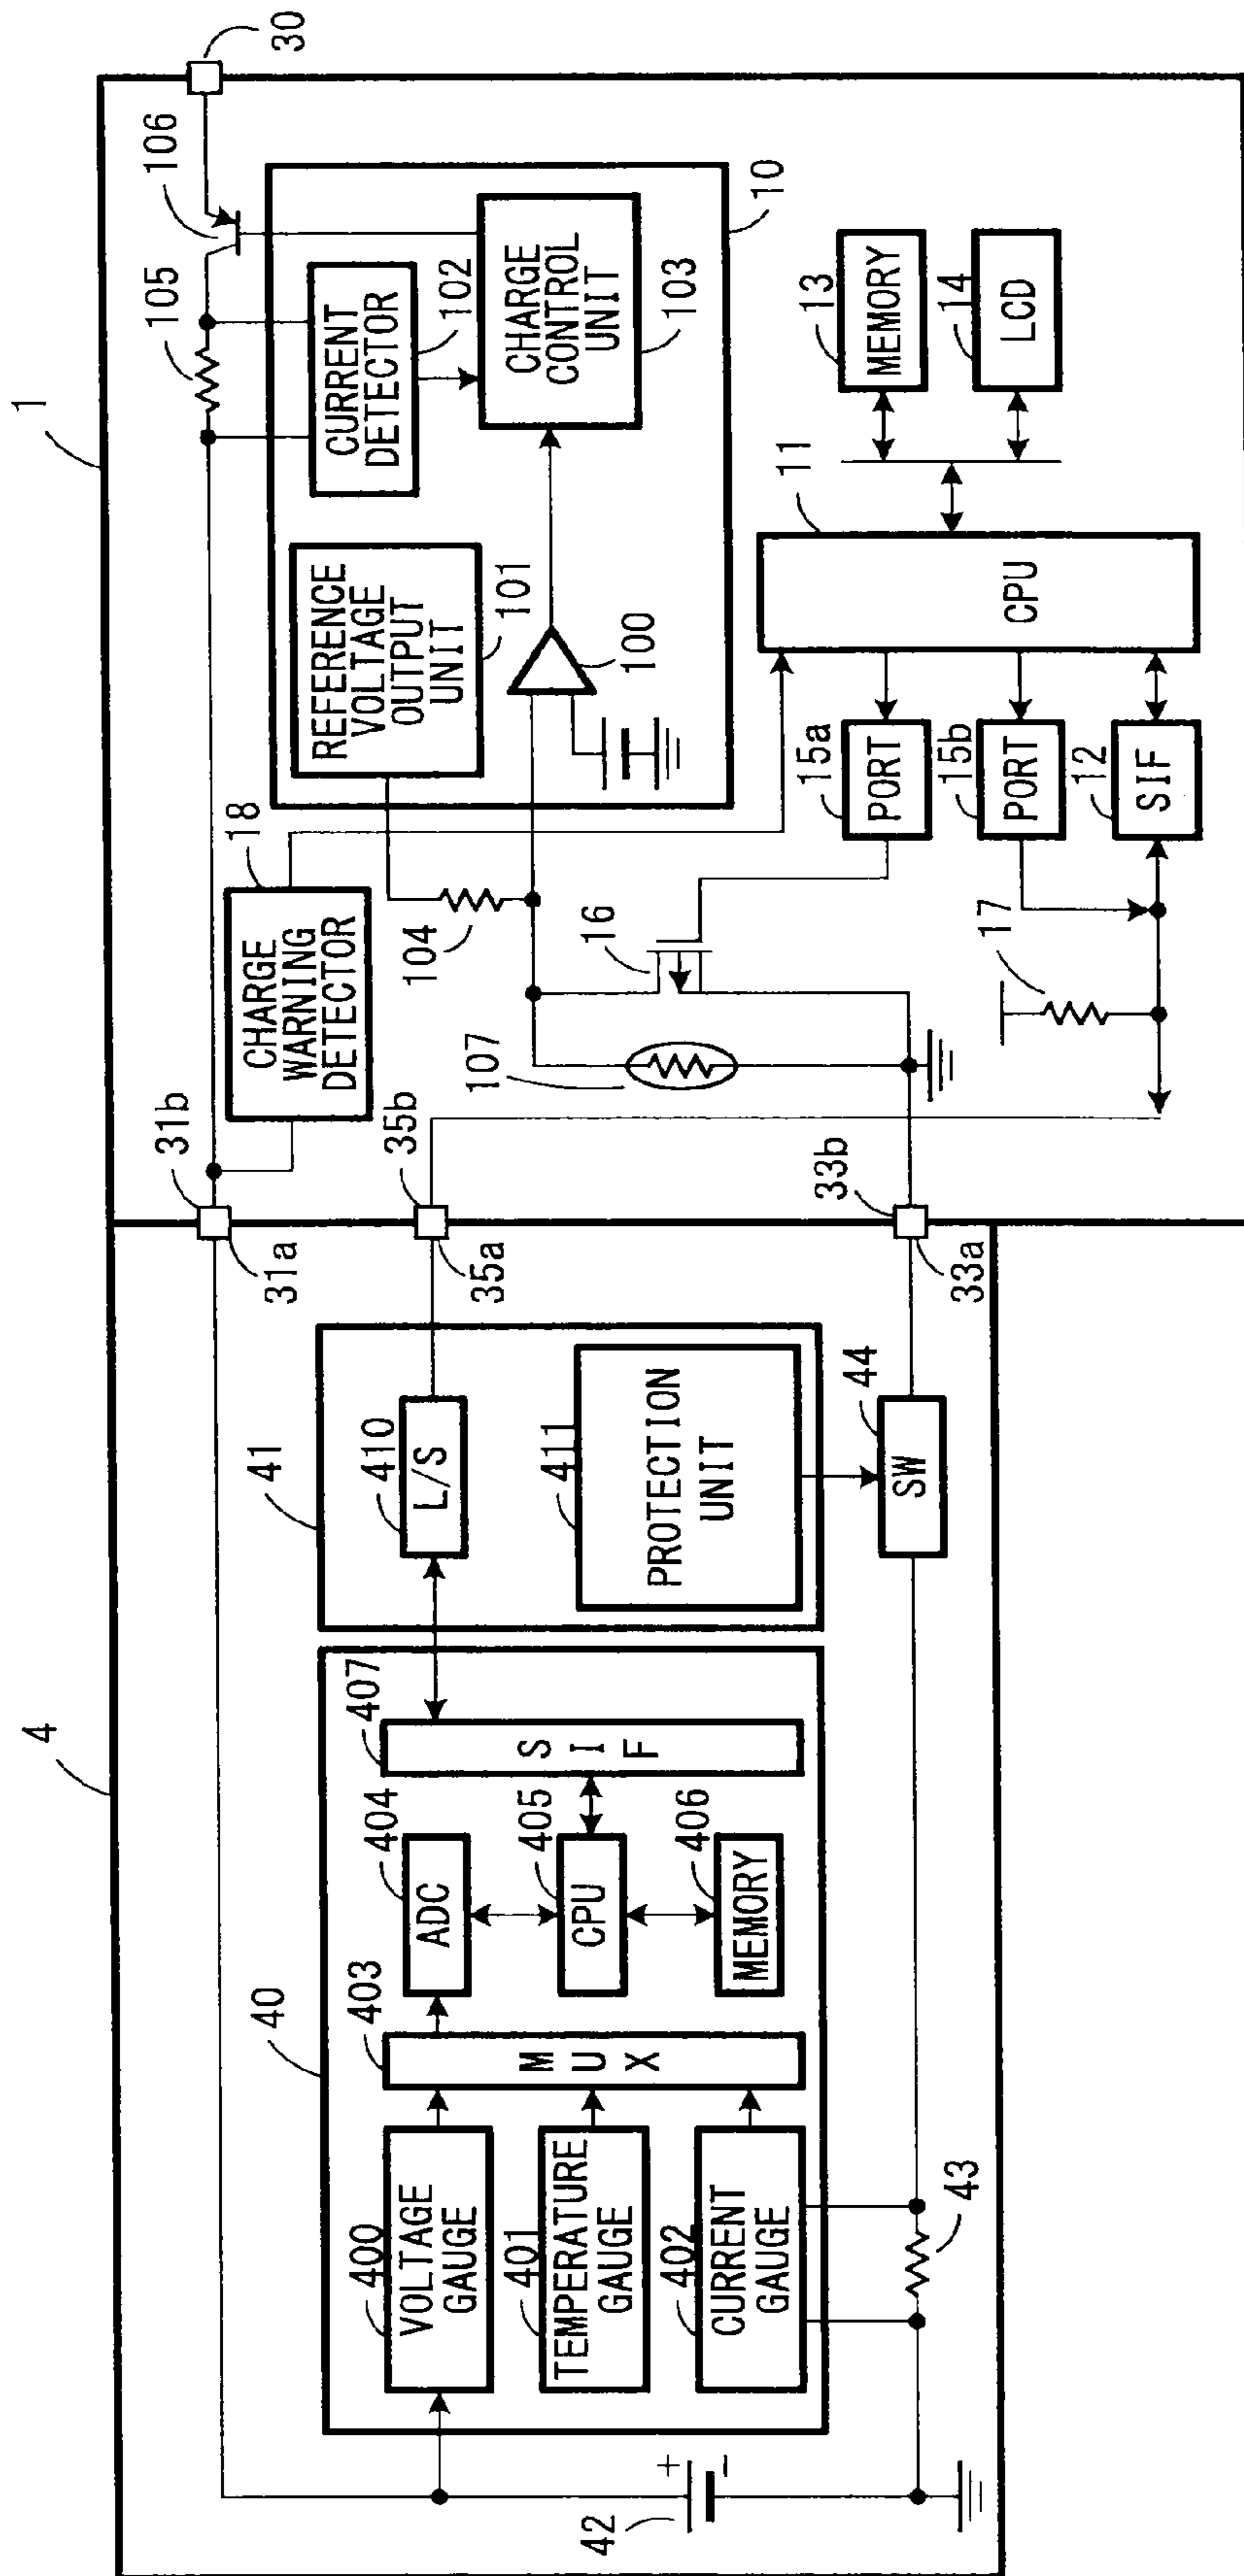 1
30
106
105
CURRENT
DETECTOR
102
CHARGE
CONTROL
UNIT
103
10
REFERENCE
VOLTAGE
OUTPUT
UNIT
101
100
18
CHARGE
WARNING
DETECTOR
104
16
107
13
MEMORY
14
LCD
11
CPU
15a
PORT
15b
PORT
12
SIF
17
31b
31a
35b
35a
33b
33a
4
41
410
L/S
411
PROTECTION
UNIT
44
SW
40
407
SIF
404
ADC
405
CPU
406
MEMORY
403
MUX
400
VOLTAGE
GAUGE
401
TEMPERATURE
GAUGE
402
CURRENT
GAUGE
43
42
+
-